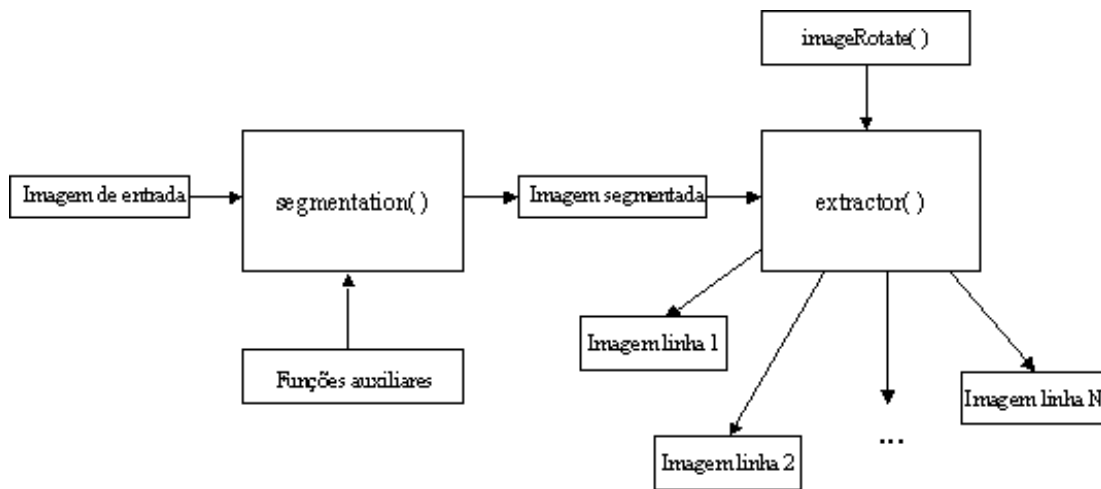 imageRotate( )
Imagem de entrada
segmentation( )
Imagem segmentada
extractor( )
Imagem linha 1
Funções auxiliares
Imagem linha 2
...
Imagem linha N